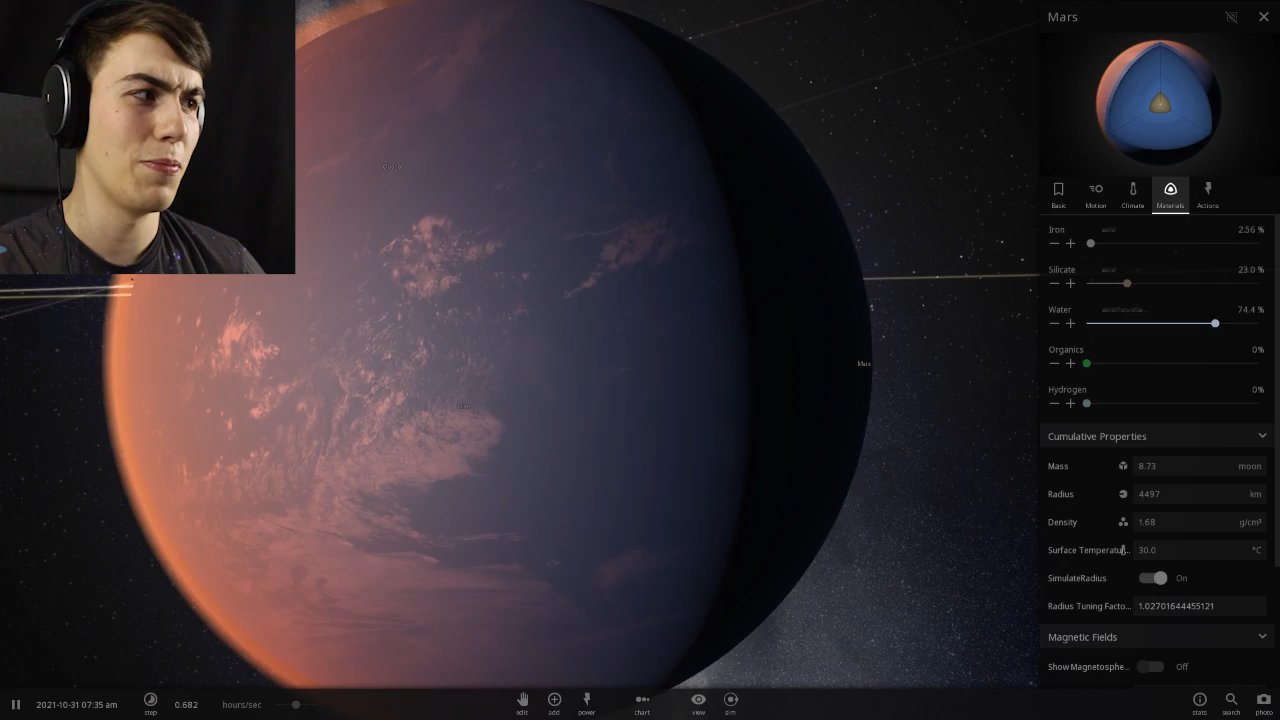 Mars
Basic
Motion
Climate
Materials
Actions
Iron
solid
2.56 %
Silicate
solid
23.0 %
Water
74.4 %
Organics
0%
Hydrogen
0%
Cumulative Properties
Mass
8.73
moon
Radius
4497
km
Density
1.68
g/cm³
30.0
°C
SimulateRadius
On
Radius Tuning Facto...
1.02701644455121
Magnetic Fields
Show Magnetosphe...
Off
Mars
2021-10-31 07:35 am
step
0.682
hours/sec
edit
add
power
chart
view
sim
stats
search
photo